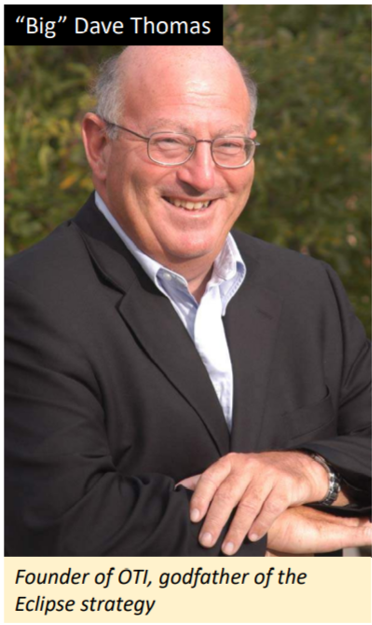 “Big” Dave Thomas
Founder of OTI, godfather of the
Eclipse strategy